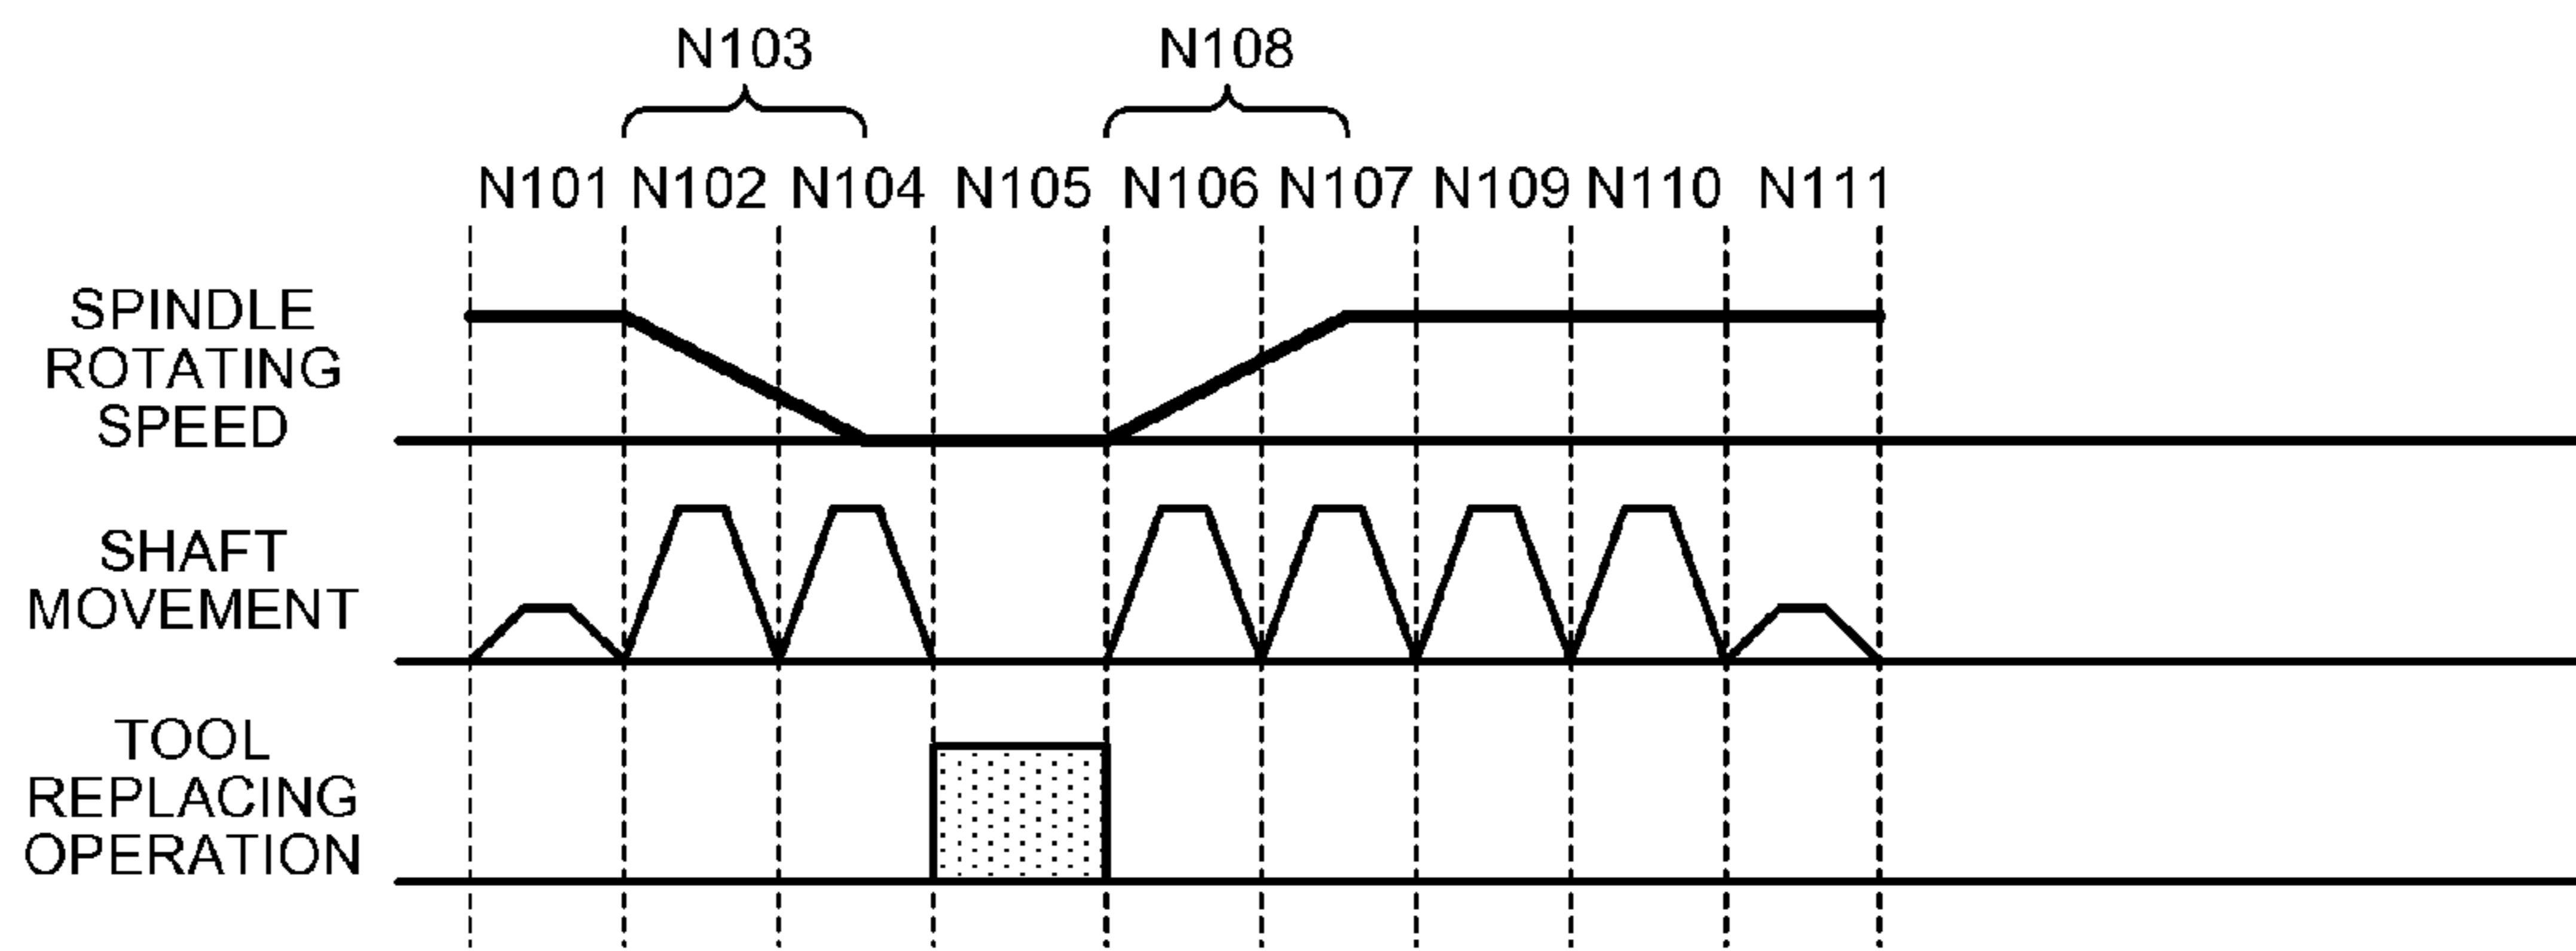 N103 N108
N101 N102 N104 N105 N106 N107 N109 N110 N111
SPINDLE
ROTATING
SPEED
SHAFT
MOVEMENT
TOOL
REPLACING
OPERATION